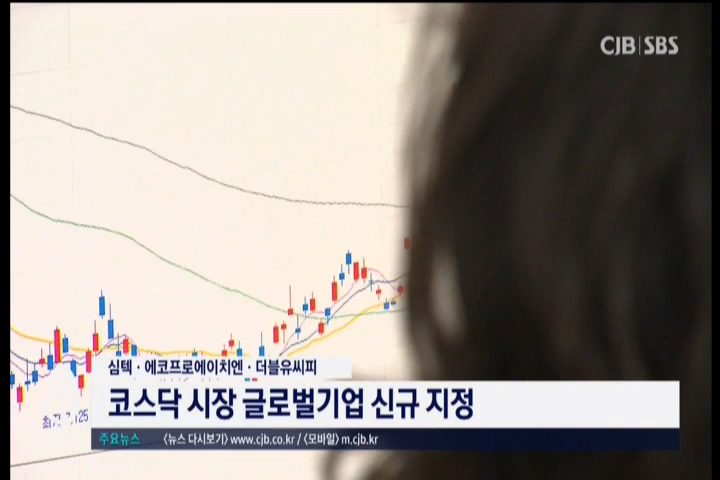 CJB SBS
심텍·에코프로에이치엔·더블유씨피
코스닥 시장 글로벌기업 신규 지정
주요뉴스 〈뉴스 다시보기〉 www.cjb.co.kr / 〈모바일〉 m.cjb.kr